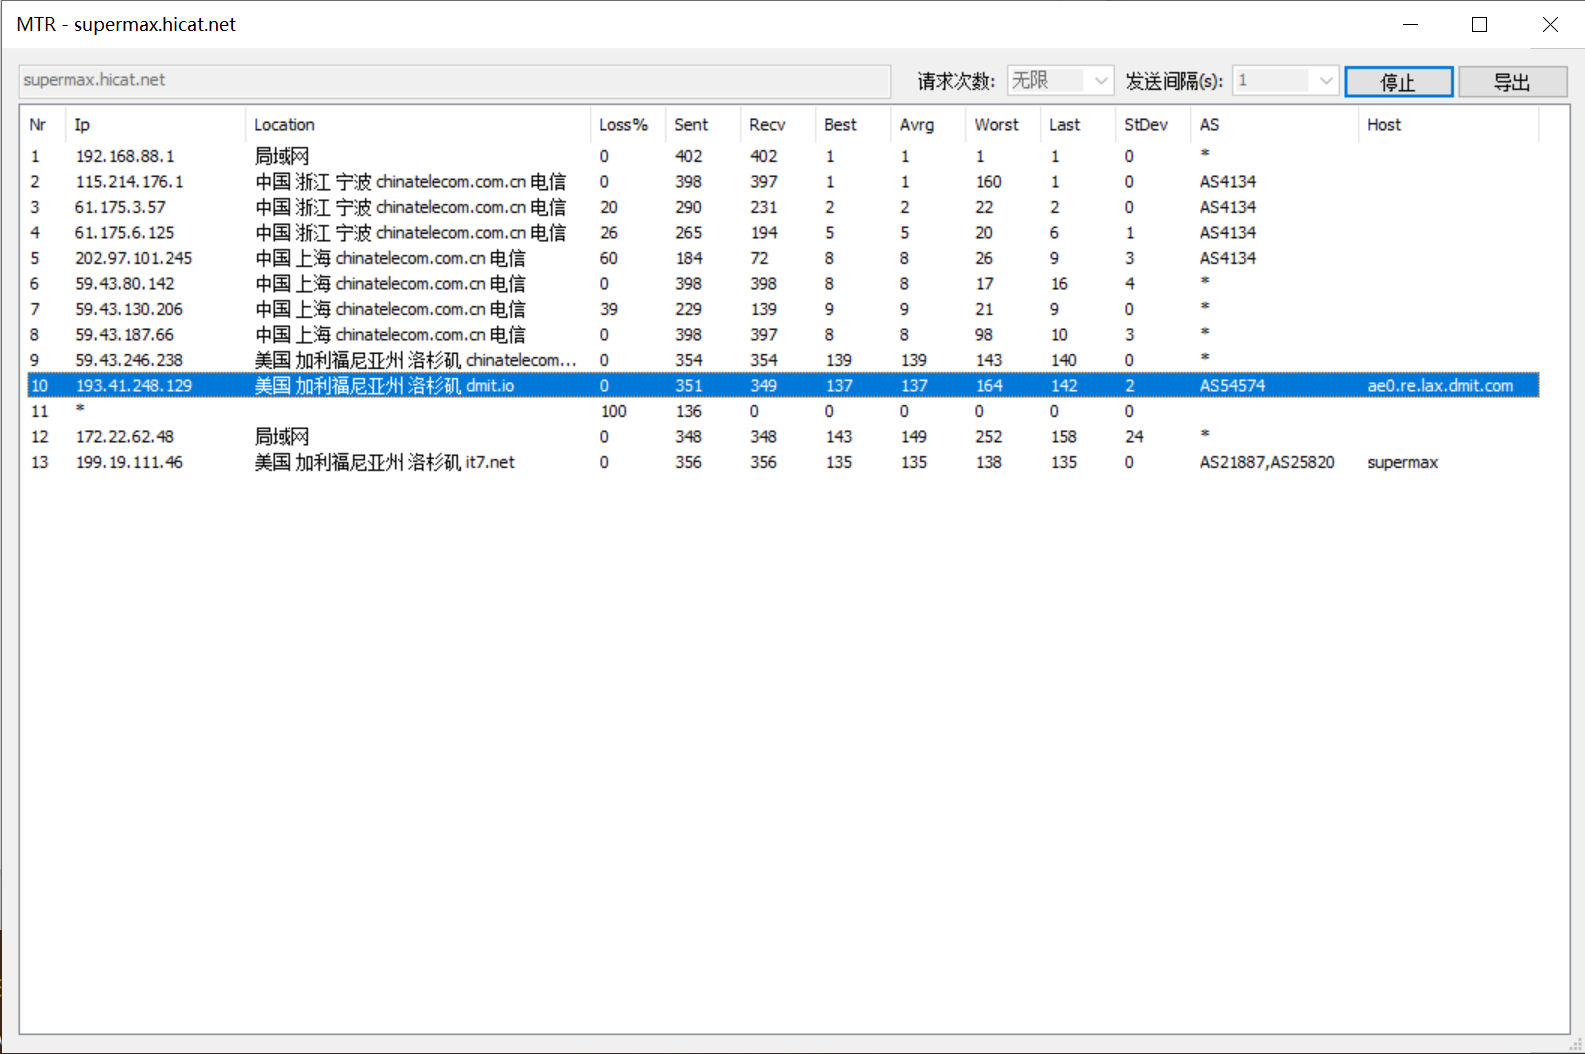 MTR - supermax.hicat.net
supermax.hicat.net 请求次数: 无限 发送间隔(s): 1 停止 导出
Nr Ip Location Loss% Sent Recv Best Avrg Worst Last StDev AS Host
1 192.168.88.1 局域网 0 402 402 1 1 1 1 0 *
2 115.214.176.1 中国 浙江 宁波 chinatelecom.com.cn 电信 0 398 397 1 1 160 1 0 AS4134
3 61.175.3.57 中国 浙江 宁波 chinatelecom.com.cn 电信 20 290 231 2 2 22 2 0 AS4134
4 61.175.6.125 中国 浙江 宁波 chinatelecom.com.cn 电信 26 265 194 5 5 20 6 1 AS4134
5 202.97.101.245 中国 上海 chinatelecom.com.cn 电信 60 184 72 8 8 26 9 3 AS4134
6 59.43.80.142 中国 上海 chinatelecom.com.cn 电信 0 398 398 8 8 17 16 4 *
7 59.43.130.206 中国 上海 chinatelecom.com.cn 电信 39 229 139 9 9 21 9 0 *
8 59.43.187.66 中国 上海 chinatelecom.com.cn 电信 0 398 397 8 8 98 10 3 *
9 59.43.246.238 美国 加利福尼亚州 洛杉矶 chinatelecom... 0 354 354 139 139 143 140 0 *
10 193.41.248.129 美国 加利福尼亚州 洛杉矶 dmit.io 0 351 349 137 137 164 142 2 AS54574 ae0.re.lax.dmit.com
11 * 100 136 0 0 0 0 0 0
12 172.22.62.48 局域网 0 348 348 143 149 252 158 24 *
13 199.19.111.46 美国 加利福尼亚州 洛杉矶 it7.net 0 356 356 135 135 138 135 0 AS21887,AS25820 supermax